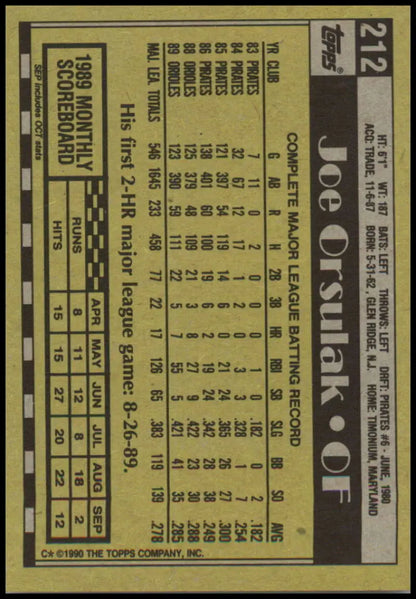 212
Topps®
Joe Orsulak • OF
HT: 6'1" WT: 187 BATS: LEFT THROWS: LEFT DRFT: PIRATES #6 - JUNE, 1980
ACQ: TRADE, 11-6-87 BORN: 5-31-62, GLEN RIDGE, N.J. HOME: TIMONIUM, MARYLAND
COMPLETE MAJOR LEAGUE BATTING RECORD
YR CLUB G AB R H 2B 3B HR RBI SB SLG BB SO AVG
83 PIRATES 7 11 0 2 0 0 0 1 0 .182 0 2 .182
84 PIRATES 32 67 12 17 1 2 0 3 3 .328 1 7 .254
85 PIRATES 121 397 54 119 14 6 0 21 24 .365 26 27 .300
86 PIRATES 138 401 60 100 19 6 2 19 24 .342 28 38 .249
88 ORIOLES 125 379 48 109 21 3 8 27 9 .422 23 30 .288
89 ORIOLES 123 390 59 111 22 5 7 55 5 .421 41 35 .285
MAJ. LEA. TOTALS 546 1645 233 458 77 22 17 126 65 .383 119 139 .278
His first 2-HR major league game: 8-26-89.
1989 MONTHLY
SCOREBOARD
SEP includes OCT stats
APR MAY JUN JUL AUG SEP
RUNS 8 11 12 8 18 2
HITS 15 15 27 20 22 12
C* ©1990 THE TOPPS COMPANY, INC.